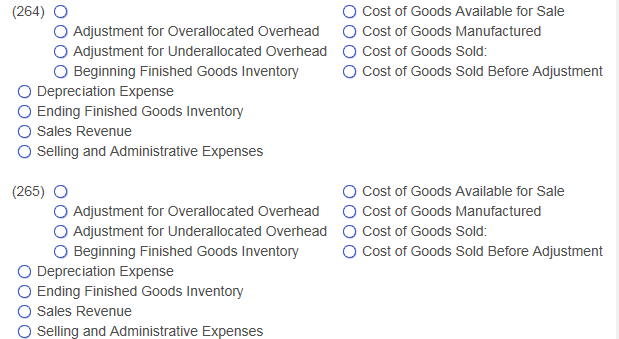 (264)
Adjustment for Overallocated Overhead
Adjustment for Underallocated Overhead
Beginning Finished Goods Inventory
Cost of Goods Available for Sale
Cost of Goods Manufactured
Cost of Goods Sold:
Cost of Goods Sold Before Adjustment
Depreciation Expense
Ending Finished Goods Inventory
Sales Revenue
Selling and Administrative Expenses
(265)
Adjustment for Overallocated Overhead
Adjustment for Underallocated Overhead
Beginning Finished Goods Inventory
Cost of Goods Available for Sale
Cost of Goods Manufactured
Cost of Goods Sold:
Cost of Goods Sold Before Adjustment
Depreciation Expense
Ending Finished Goods Inventory
Sales Revenue
Selling and Administrative Expenses